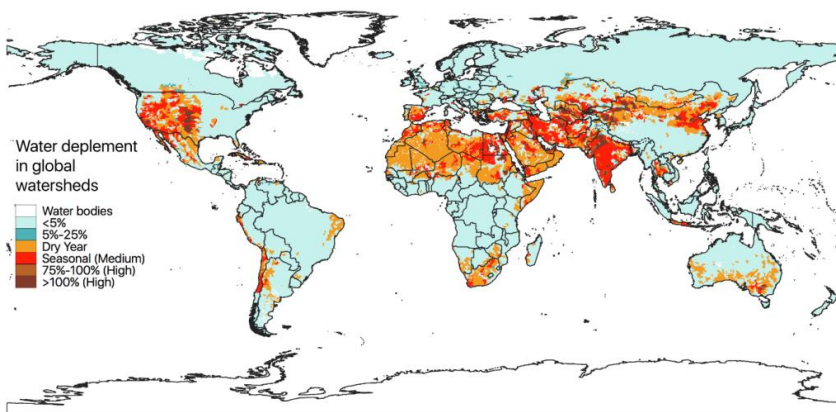 Water deplement
in global
watersheds
Water bodies
<5%
5%-25%
Dry Year
Seasonal (Medium)
75%-100% (High)
>100% (High)